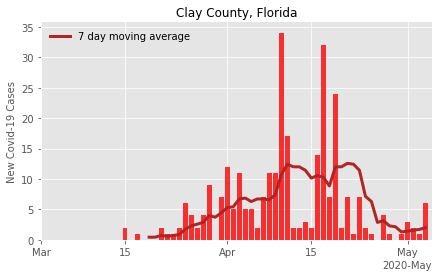 Clay County, Florida
7 day moving average
New Covid-19 Cases
35
30
25
20
15
10
5
0
Mar 15 Apr 15 May
2020-May